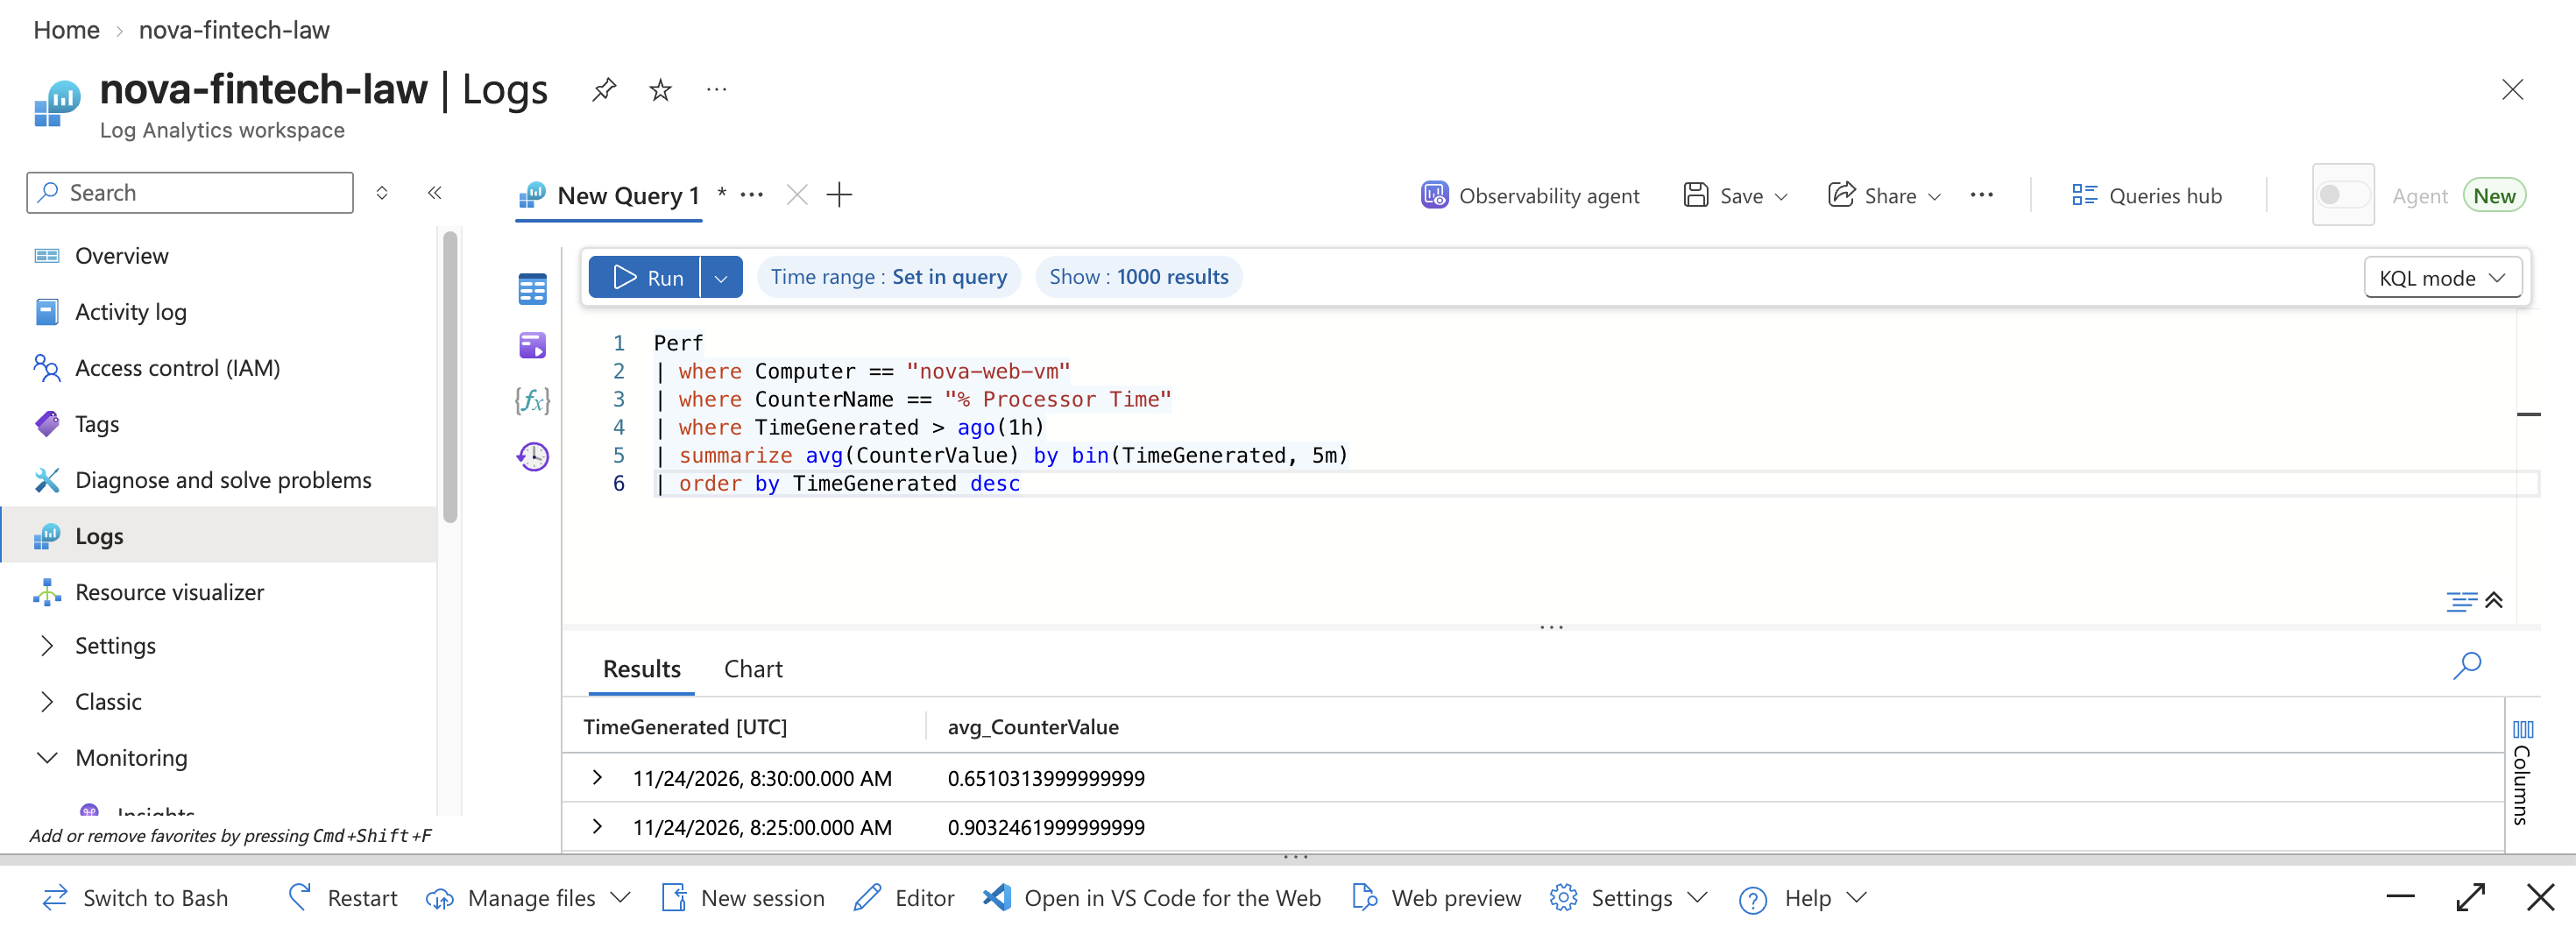 Home > nova-fintech-law
nova-fintech-law | Logs
Log Analytics workspace
Search
Overview
Activity log
Access control (IAM)
Tags
Diagnose and solve problems
Logs
Resource visualizer
Settings
Classic
Monitoring
Insights
Add or remove favorites by pressing Cmd+Shift+F
New Query 1 * ...
Observability agent
Save
Share
...
Queries hub
Agent
New
Run
Time range : Set in query
Show : 1000 results
KQL mode
1 Perf
2 | where Computer == "nova-web-vm"
3 | where CounterName == "% Processor Time"
4 | where TimeGenerated > ago(1h)
5 | summarize avg(CounterValue) by bin(TimeGenerated, 5m)
6 | order by TimeGenerated desc
Results
Chart
TimeGenerated [UTC] avg_CounterValue
11/24/2026, 8:30:00.000 AM 0.6510313999999999
11/24/2026, 8:25:00.000 AM 0.9032461999999999
Columns
Switch to Bash
Restart
Manage files
New session
Editor
Open in VS Code for the Web
Web preview
Settings
Help